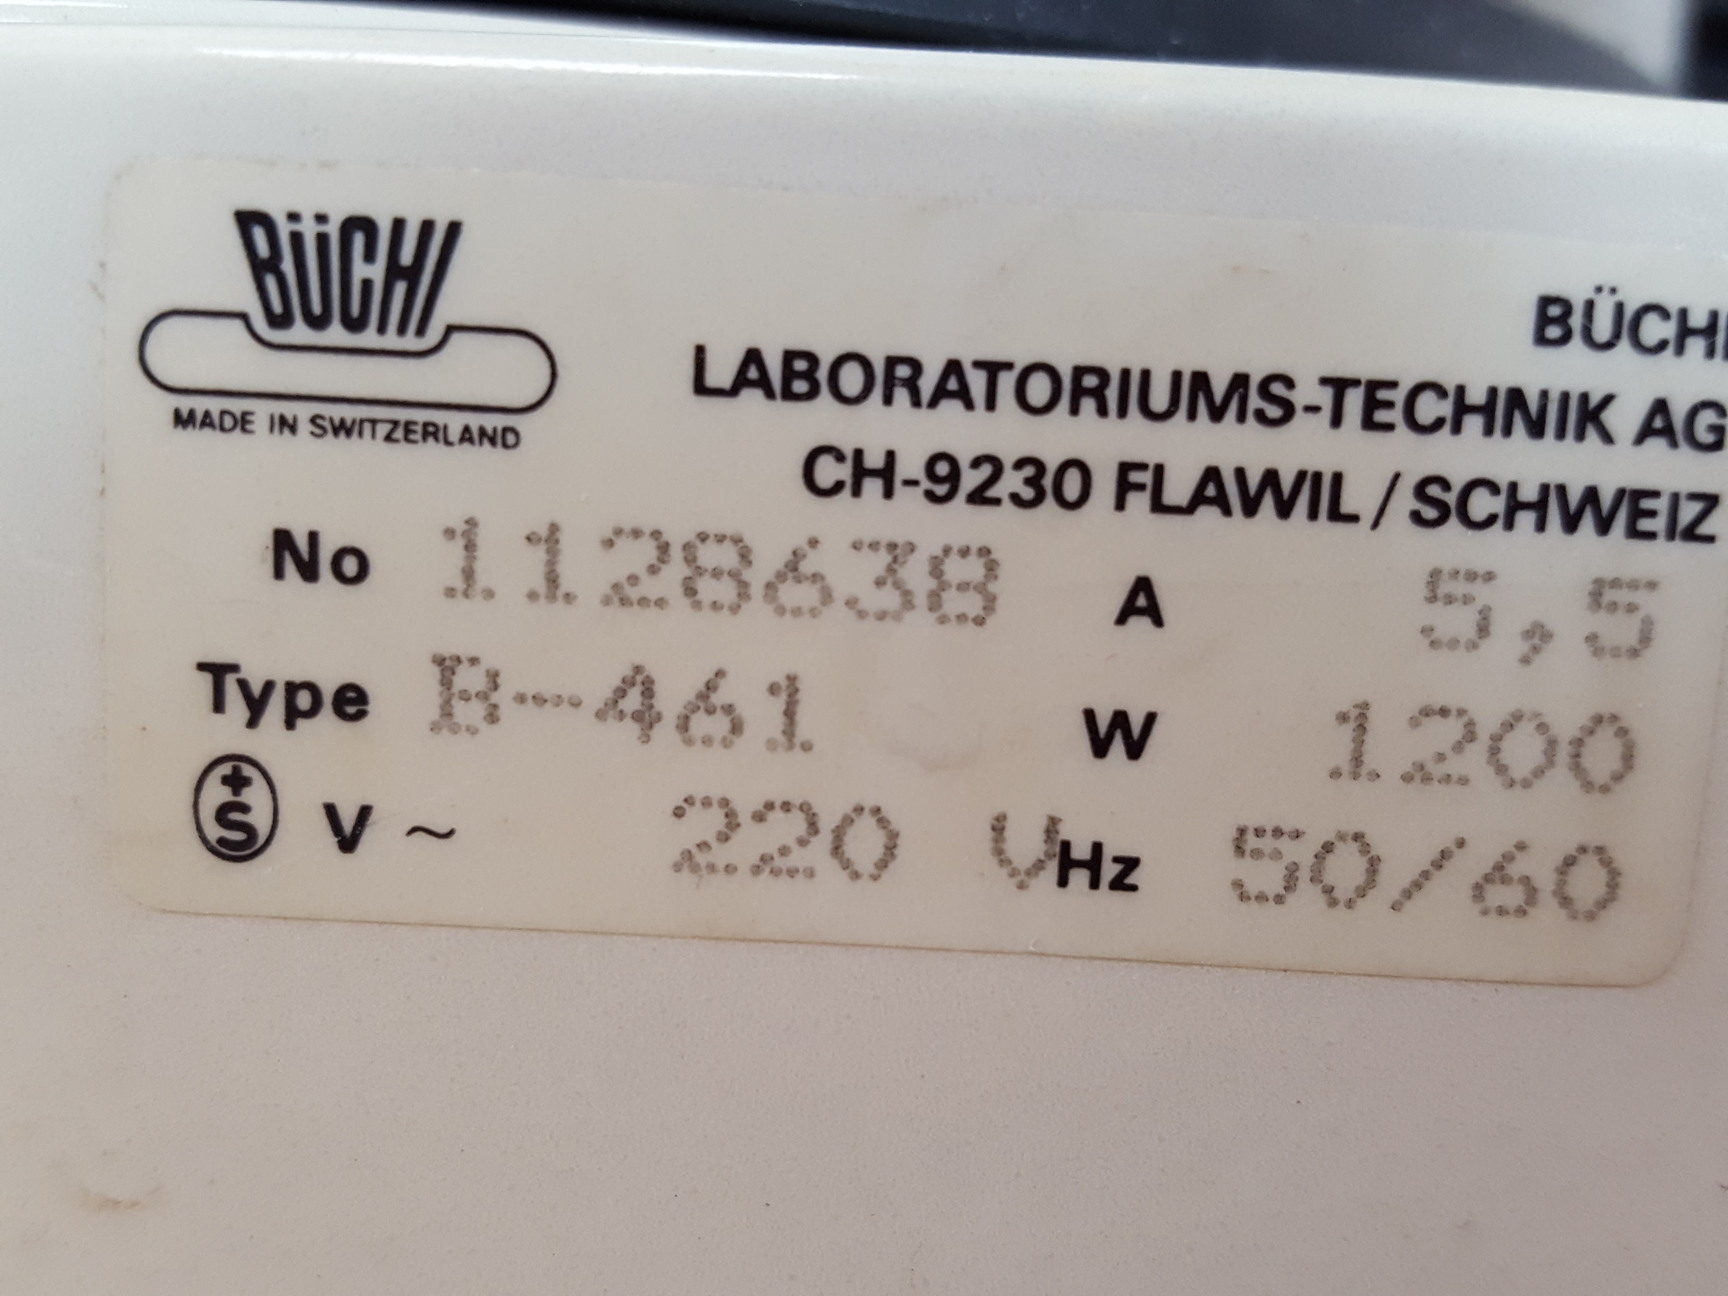 BÜCHI
MADE IN SWITZERLAND
BÜCHI
LABORATORIUMS-TECHNIK AG
CH-9230 FLAWIL/SCHWEIZ
No 1128638 A 5,5
Type B-461 W 1200
+S V ~ 220 V Hz 50/60